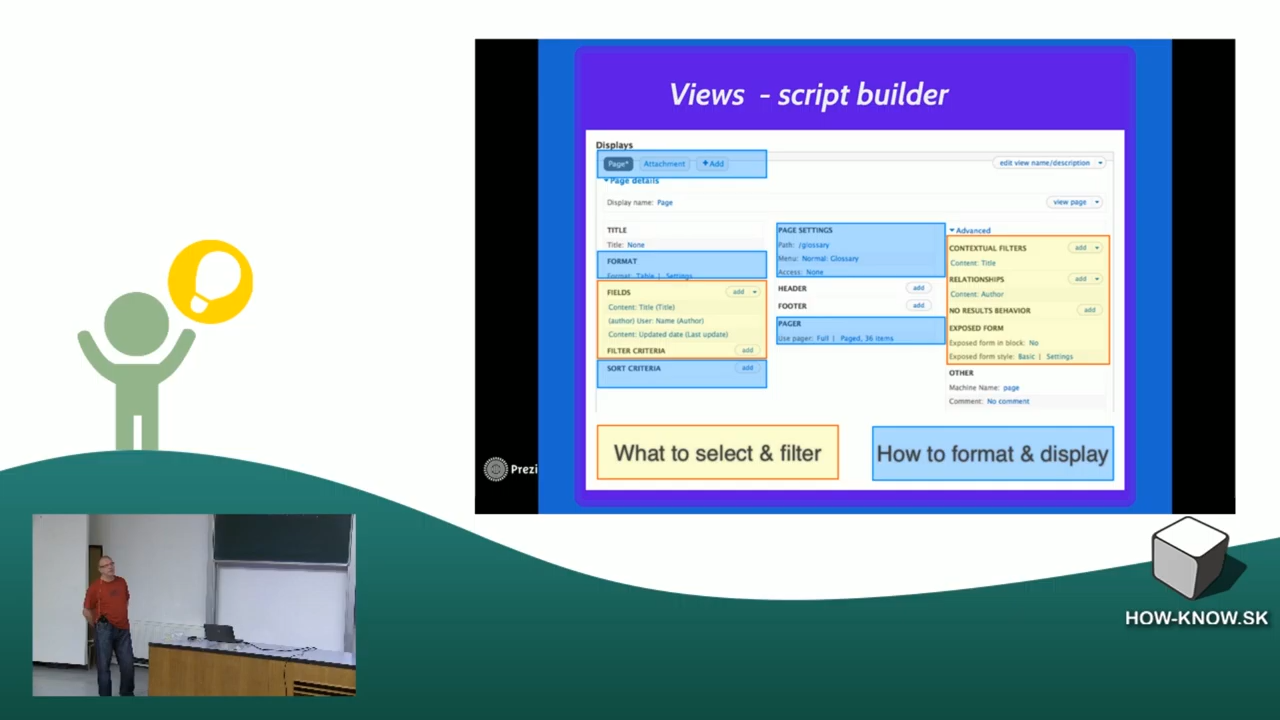 Views - script builder
Displays
Page* Attachment + Add edit view name/description
Page details
Display name: Page view page
TITLE
Title: None
FORMAT
Format: Table | Settings
FIELDS add
Content: Title (Title)
(author) User: Name (Author)
Content: Updated date (Last update)
FILTER CRITERIA add
SORT CRITERIA add
PAGE SETTINGS
Path: /glossary
Menu: Normal: Glossary
Access: None
HEADER add
FOOTER add
PAGER
Use pager: Full | Paged, 36 items
Advanced
CONTEXTUAL FILTERS add
Content: Title
RELATIONSHIPS add
Content: Author
NO RESULTS BEHAVIOR add
EXPOSED FORM
Exposed form in block: No
Exposed form style: Basic | Settings
OTHER
Machine Name: page
Comment: No comment
What to select & filter
How to format & display
Prezi
HOW-KNOW.SK